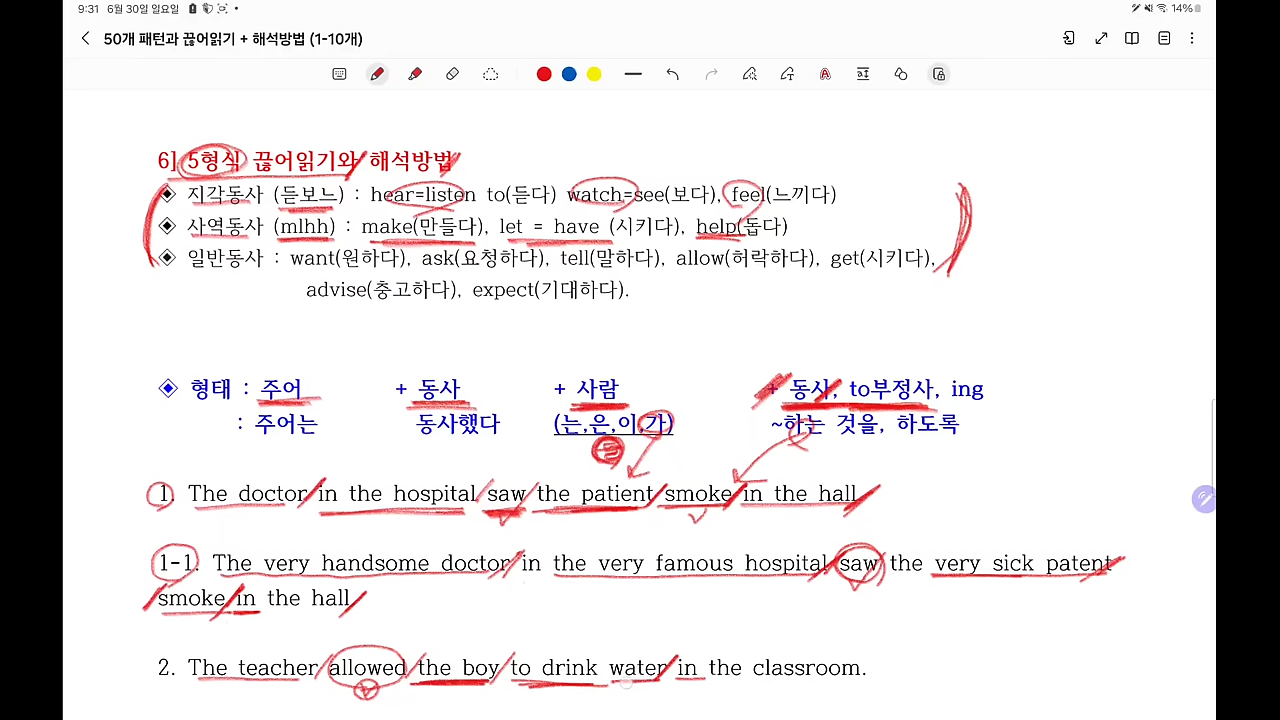 9:31 6월 30일 일요일
14%
50개 패턴과 끊어읽기 + 해석방법 (1-10개)
6] 5형식 끊어읽기와 해석방법
◈ 지각동사 (듣보느) : hear=listen to(듣다) watch=see(보다), feel(느끼다)
◈ 사역동사 (mlhh) : make(만들다), let = have (시키다), help(돕다)
◈ 일반동사 : want(원하다), ask(요청하다), tell(말하다), allow(허락하다), get(시키다),
advise(충고하다), expect(기대하다).
◈ 형태 : 주어 + 동사 + 사람 + 동사, to부정사, ing
: 주어는 동사했다 (는,은,이,가) ~하는 것을, 하도록
1. The doctor in the hospital saw the patient smoke in the hall
1-1. The very handsome doctor in the very famous hospital saw the very sick patent
smoke in the hall
2. The teacher allowed the boy to drink water in the classroom.